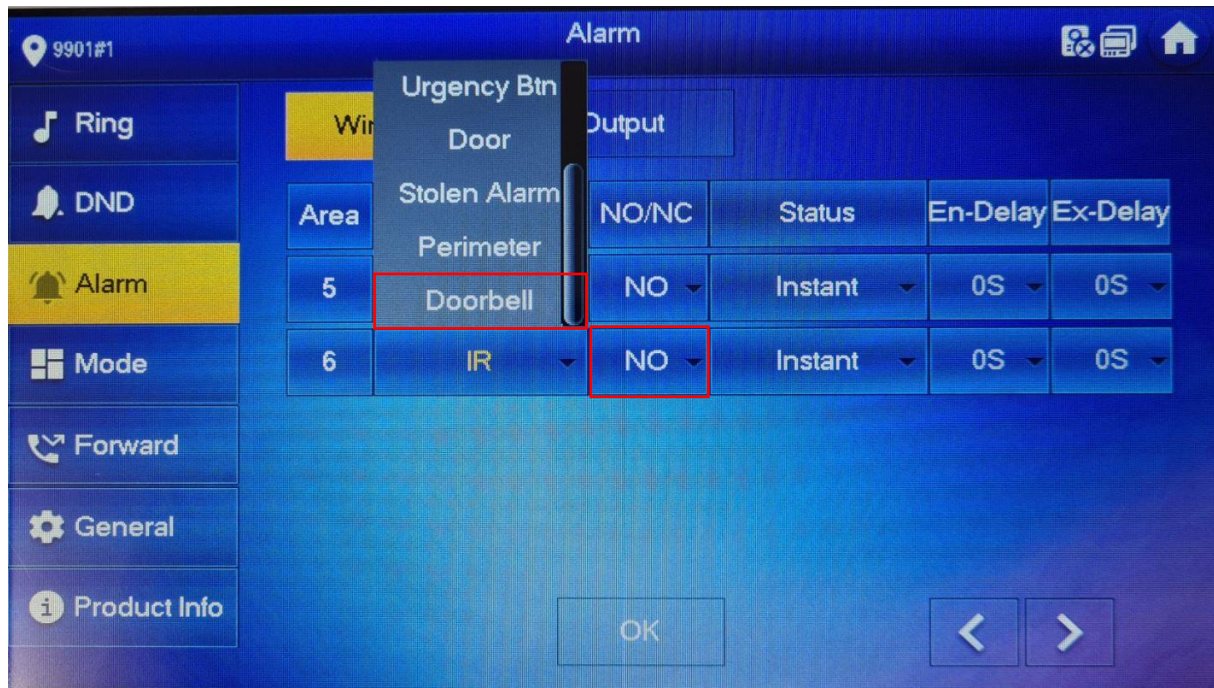 9901#1
Alarm
Ring
DND
Alarm
Mode
Forward
General
Product Info
Output
Urgency Btn
Door
Stolen Alarm
Perimeter
Doorbell
Area NO/NC Status En-Delay Ex-Delay
5 NO Instant 0S 0S
6 IR NO Instant 0S 0S
OK